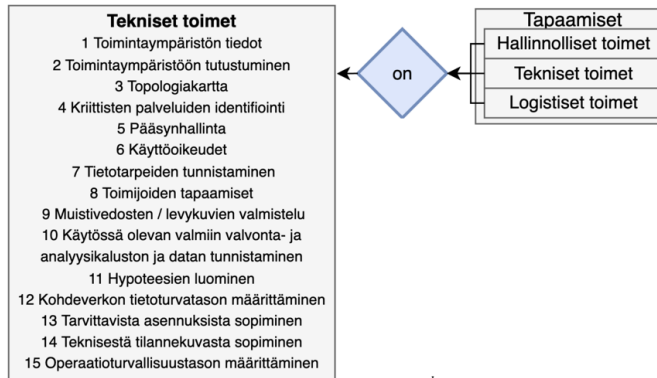 Tekniset toimet
1 Toimintaympäristön tiedot
2 Toimintaympäristöön tutustuminen
3 Topologiakartta
4 Kriittisten palveluiden identifiointi
5 Pääsynhallinta
6 Käyttöoikeudet
7 Tietotarpeiden tunnistaminen
8 Toimijoiden tapaamiset
9 Muistivedosten / levykuvien valmistelu
10 Käytössä olevan valmiin valvonta- ja
analyysikaluston ja datan tunnistaminen
11 Hypoteesien luominen
12 Kohdeverkon tietoturvatason määrittäminen
13 Tarvittavista asennuksista sopiminen
14 Teknisestä tilannekuvasta sopiminen
15 Operaatioturvallisuustason määrittäminen
on
Tapaamiset
Hallinnolliset toimet
Tekniset toimet
Logistiset toimet